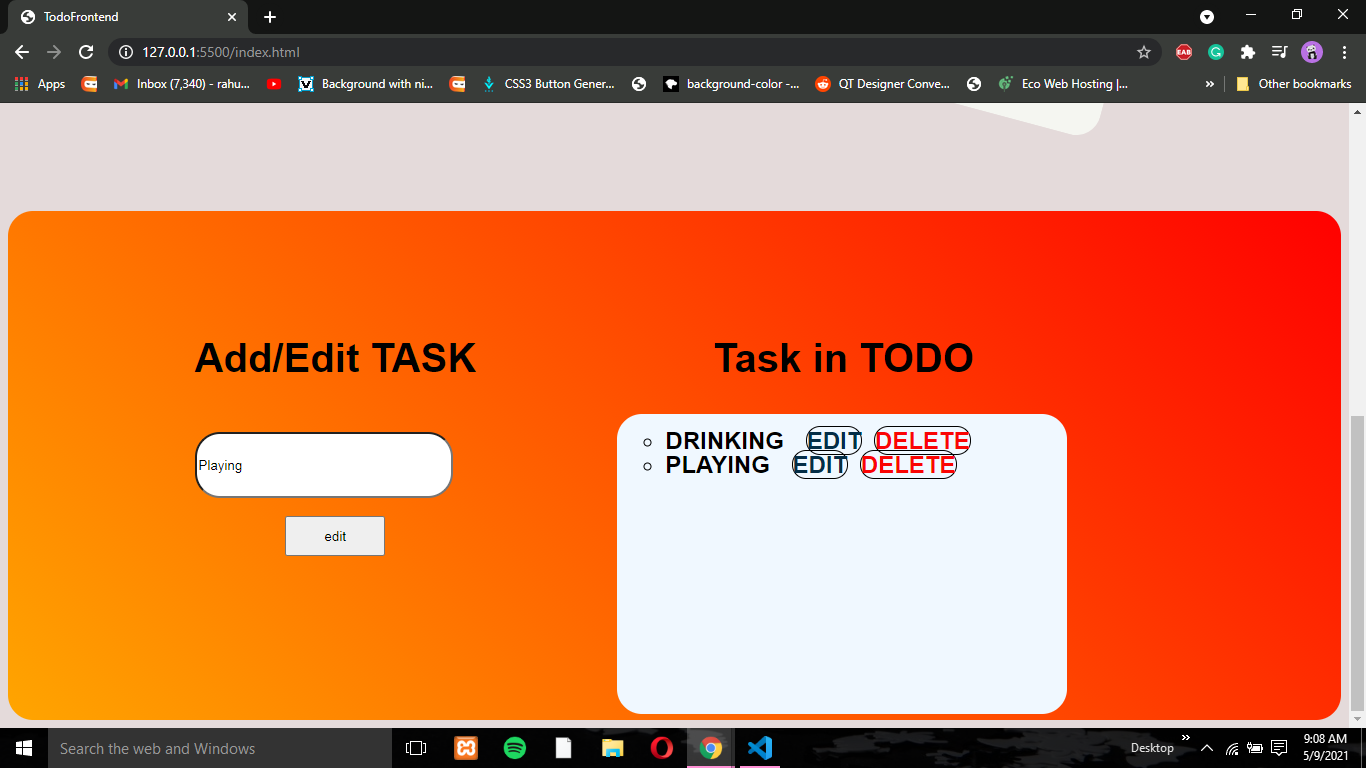 TodoFrontend
127.0.0.1:5500/index.html
EAB
Apps
Inbox (7,340) - rahu...
Background with ni...
CSS3 Button Gener...
background-color -...
QT Designer Conve...
Eco Web Hosting |...
»
Other bookmarks
Add/Edit TASK
Task in TODO
Playing
edit
DRINKING EDIT DELETE
PLAYING EDIT DELETE
Search the web and Windows
Desktop
»
9:08 AM
5/9/2021